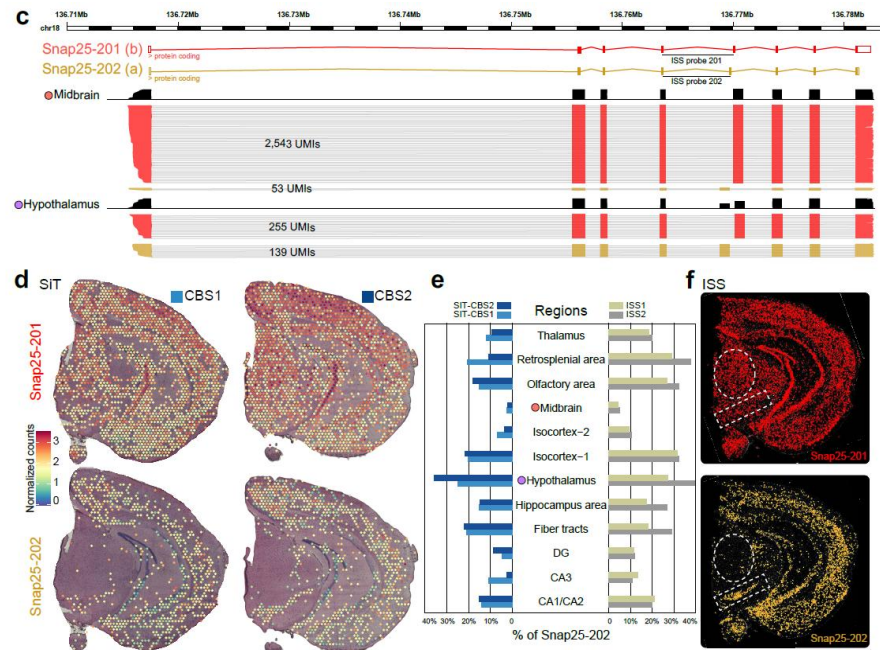 c
136.71MB 136.72MB 136.73MB 136.74MB 136.75MB 136.76MB 136.77MB 136.78MB
chr18
Snap25-201 (b)
> protein coding
ISS probe 201
Snap25-202 (a)
> protein coding
ISS probe 202
Midbrain
2,543 UMIs
53 UMIs
Hypothalamus
255 UMIs
139 UMIs
d SiT CBS1 CBS2
Snap25-201
Normalized counts
3
2
1
0
Snap25-202
e
SIT-CBS2 Regions ISS1
SIT-CBS1 ISS2
Thalamus
Retrosplenial area
Olfactory area
Midbrain
Isocortex-2
Isocortex-1
Hypothalamus
Hippocampus area
Fiber tracts
DG
CA3
CA1/CA2
40% 30% 20% 10% 0 0 10% 20% 30% 40%
% of Snap25-202
f ISS
Snap25-201
Snap25-202